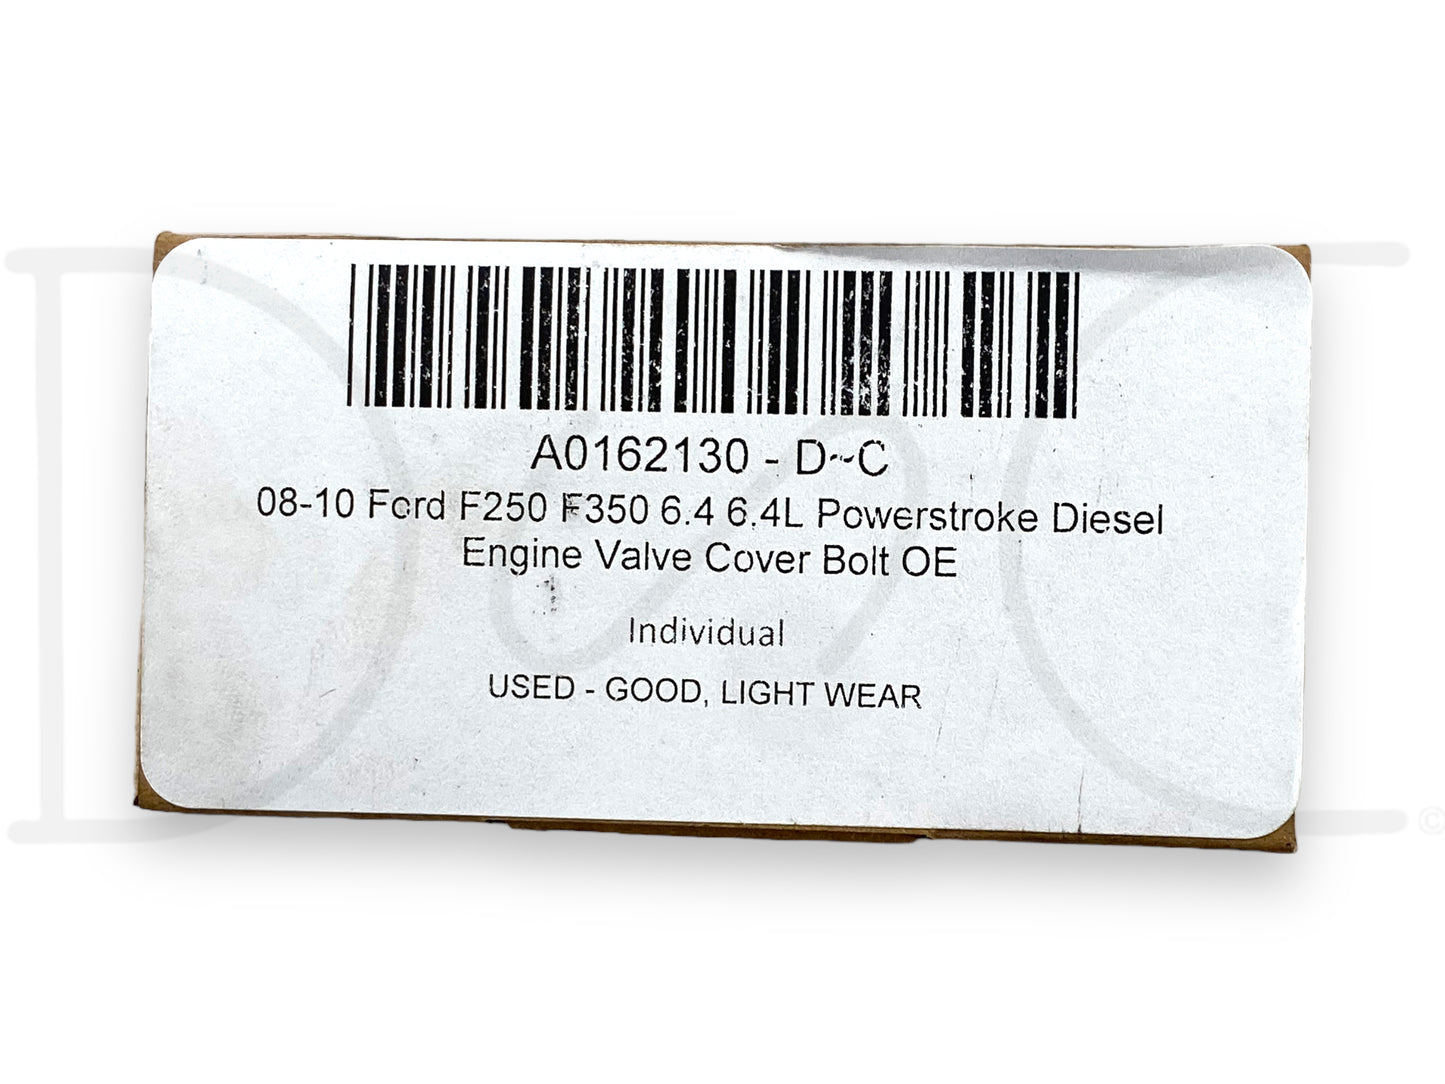 A0162130 - D~C
08-10 Ford F250 F350 6.4 6.4L Powerstroke Diesel
Engine Valve Cover Bolt OE
Individual
USED - GOOD, LIGHT WEAR
©